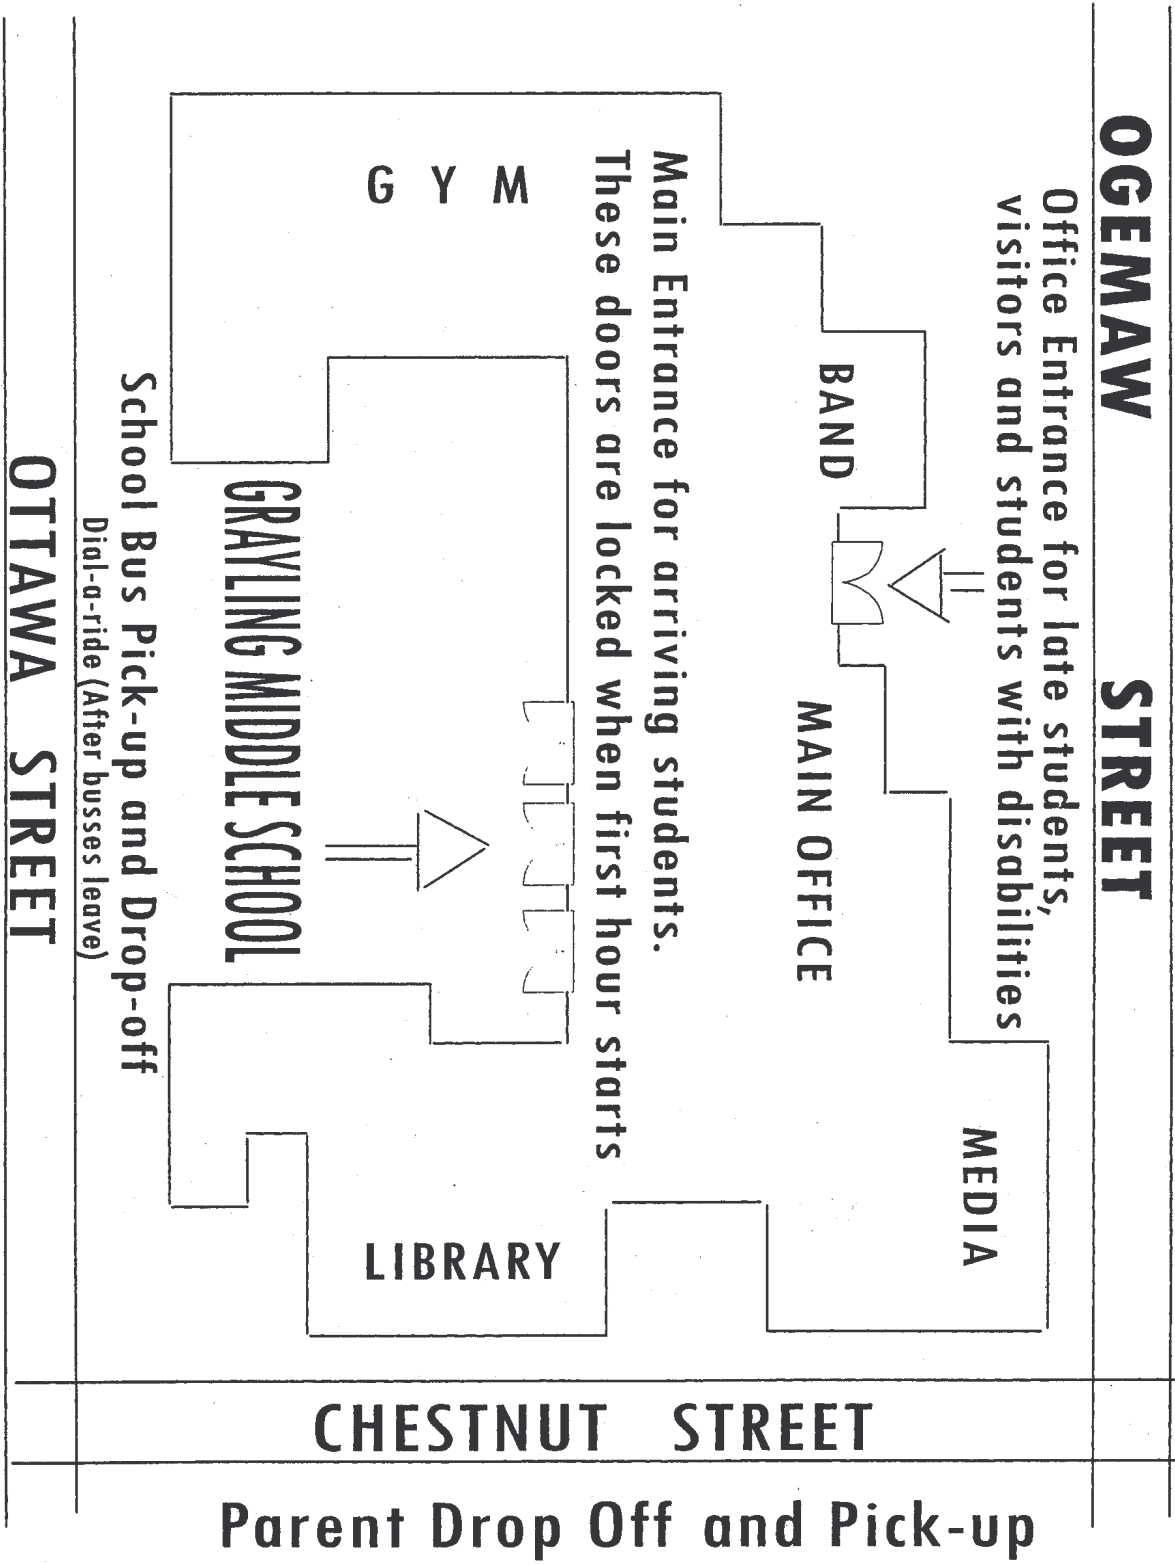 OGEMAW STREET
Office Entrance for late students,
visitors and students with disabilities
BAND
MAIN OFFICE
MEDIA
G Y M
Main Entrance for arriving students.
These doors are locked when first hour starts
LIBRARY
GRAYLING MIDDLE SCHOOL
School Bus Pick-up and Drop-off
Dial-a-ride (After busses leave)
OTTAWA STREET
CHESTNUT STREET
Parent Drop Off and Pick-up